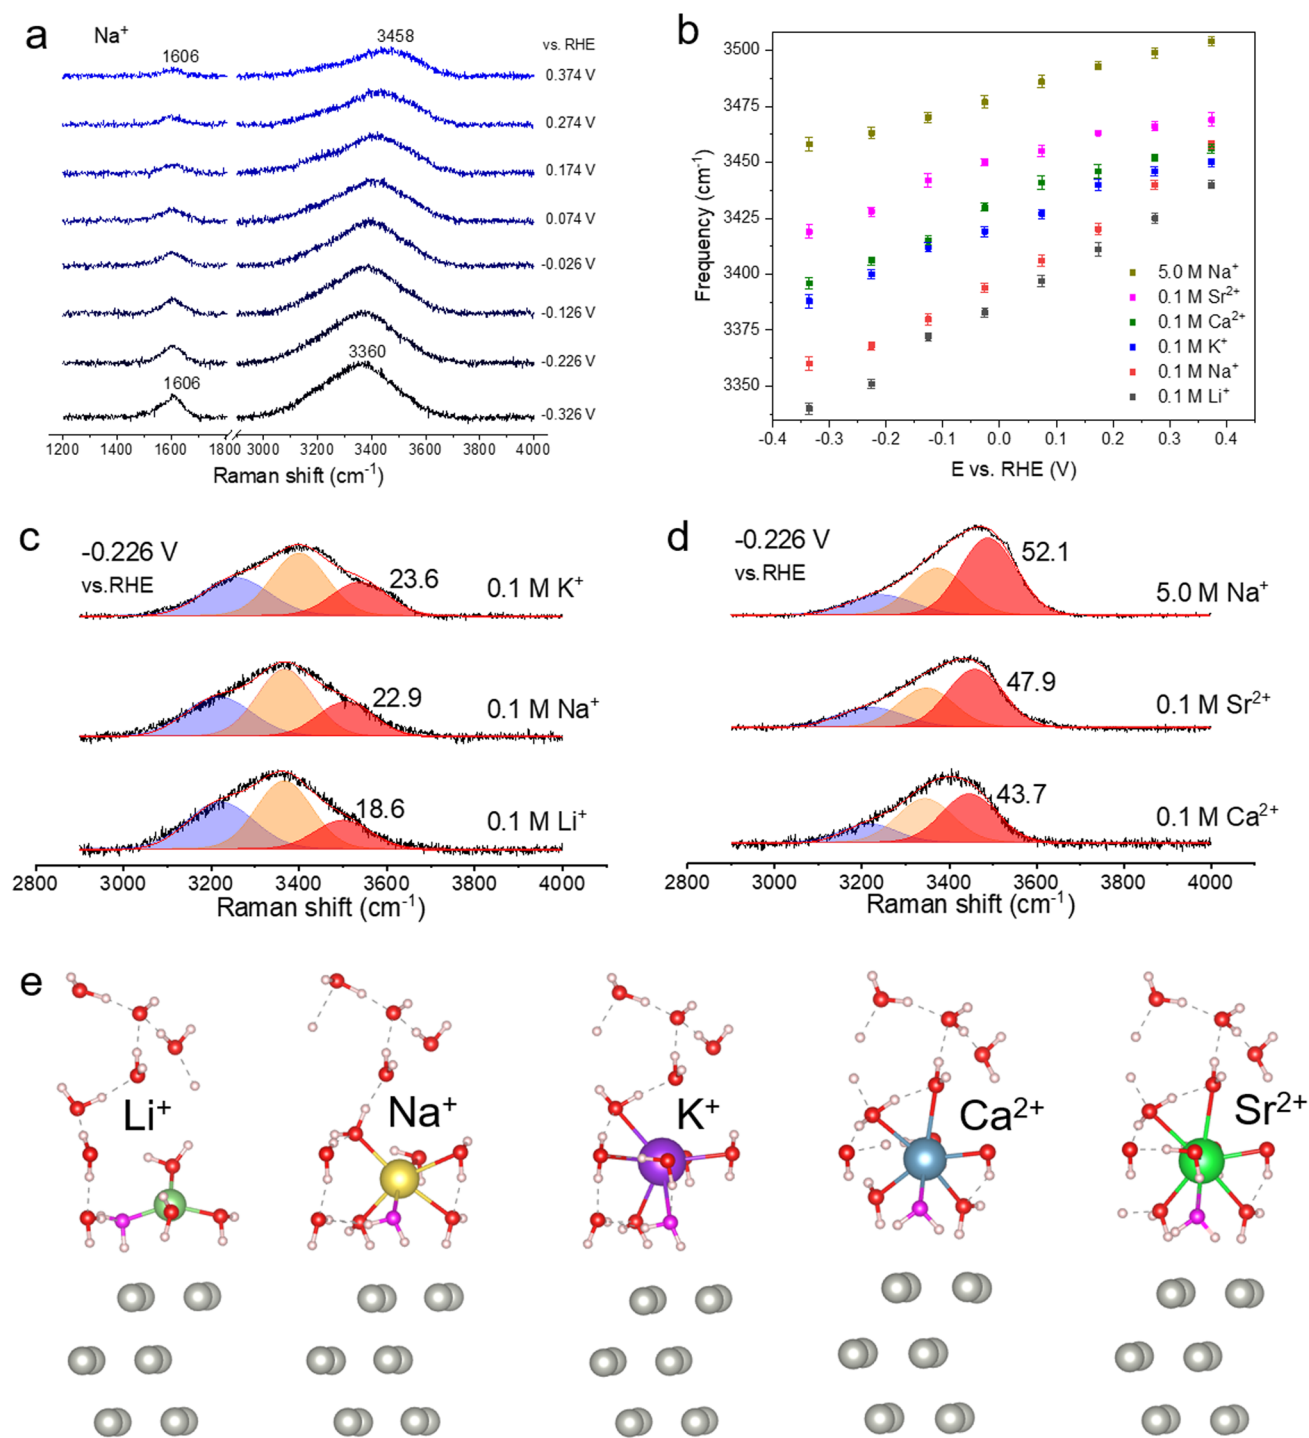 a
Na⁺
1606
3458
vs. RHE
0.374 V
0.274 V
0.174 V
0.074 V
-0.026 V
-0.126 V
-0.226 V
3360
1606
-0.326 V
1200 1600 1800 3000 3200 3400 3600 3800 4000
Raman shift (cm⁻¹)
b
3500
3475
3450
3425
3400
3375
3350
Frequency (cm⁻¹)
5.0 M Na⁺
0.1 M Sr²⁺
0.1 M Ca²⁺
0.1 M K⁺
0.1 M Na⁺
0.1 M Li⁺
-0.4 -0.3 -0.2 -0.1 0.0 0.1 0.2 0.3 0.4
E vs. RHE (V)
c
-0.226 V
vs.RHE
23.6
0.1 M K⁺
22.9
0.1 M Na⁺
18.6
0.1 M Li⁺
2800 3000 3200 3400 3600 3800 4000
Raman shift (cm⁻¹)
d
-0.226 V
vs.RHE
52.1
5.0 M Na⁺
47.9
0.1 M Sr²⁺
43.7
0.1 M Ca²⁺
2800 3000 3200 3400 3600 3800 4000
Raman shift (cm⁻¹)
e
Li⁺
Na⁺
K⁺
Ca²⁺
Sr²⁺